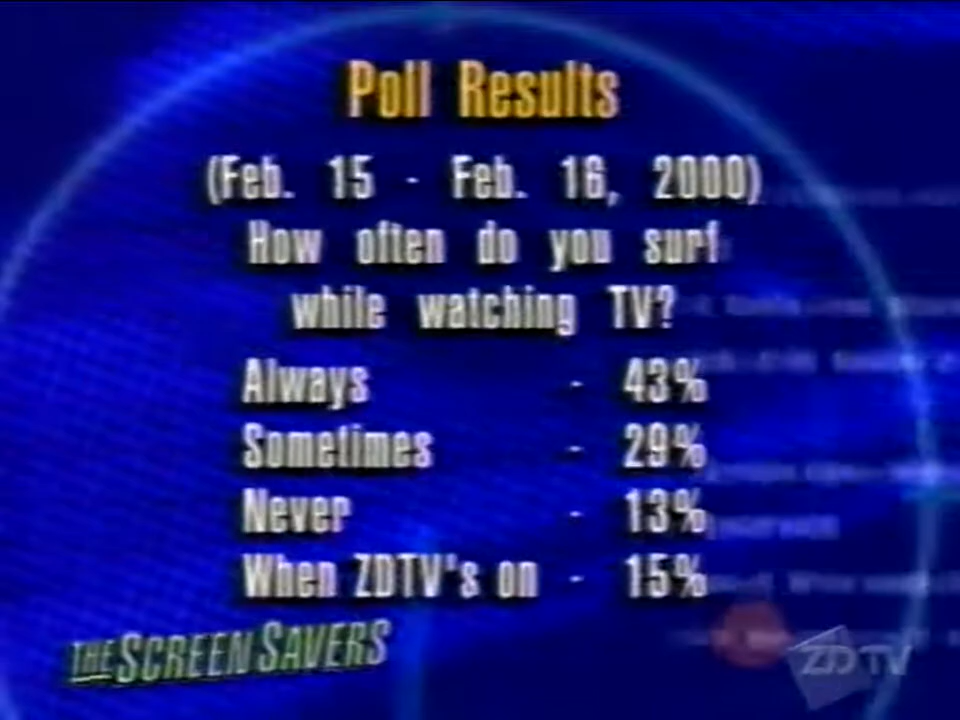 Poll Results
(Feb. 15 - Feb. 16, 2000)
How often do you surf
while watching TV?
Always - 43%
Sometimes - 29%
Never - 13%
When ZDTV's on - 15%
THE SCREEN SAVERS
ZDTV